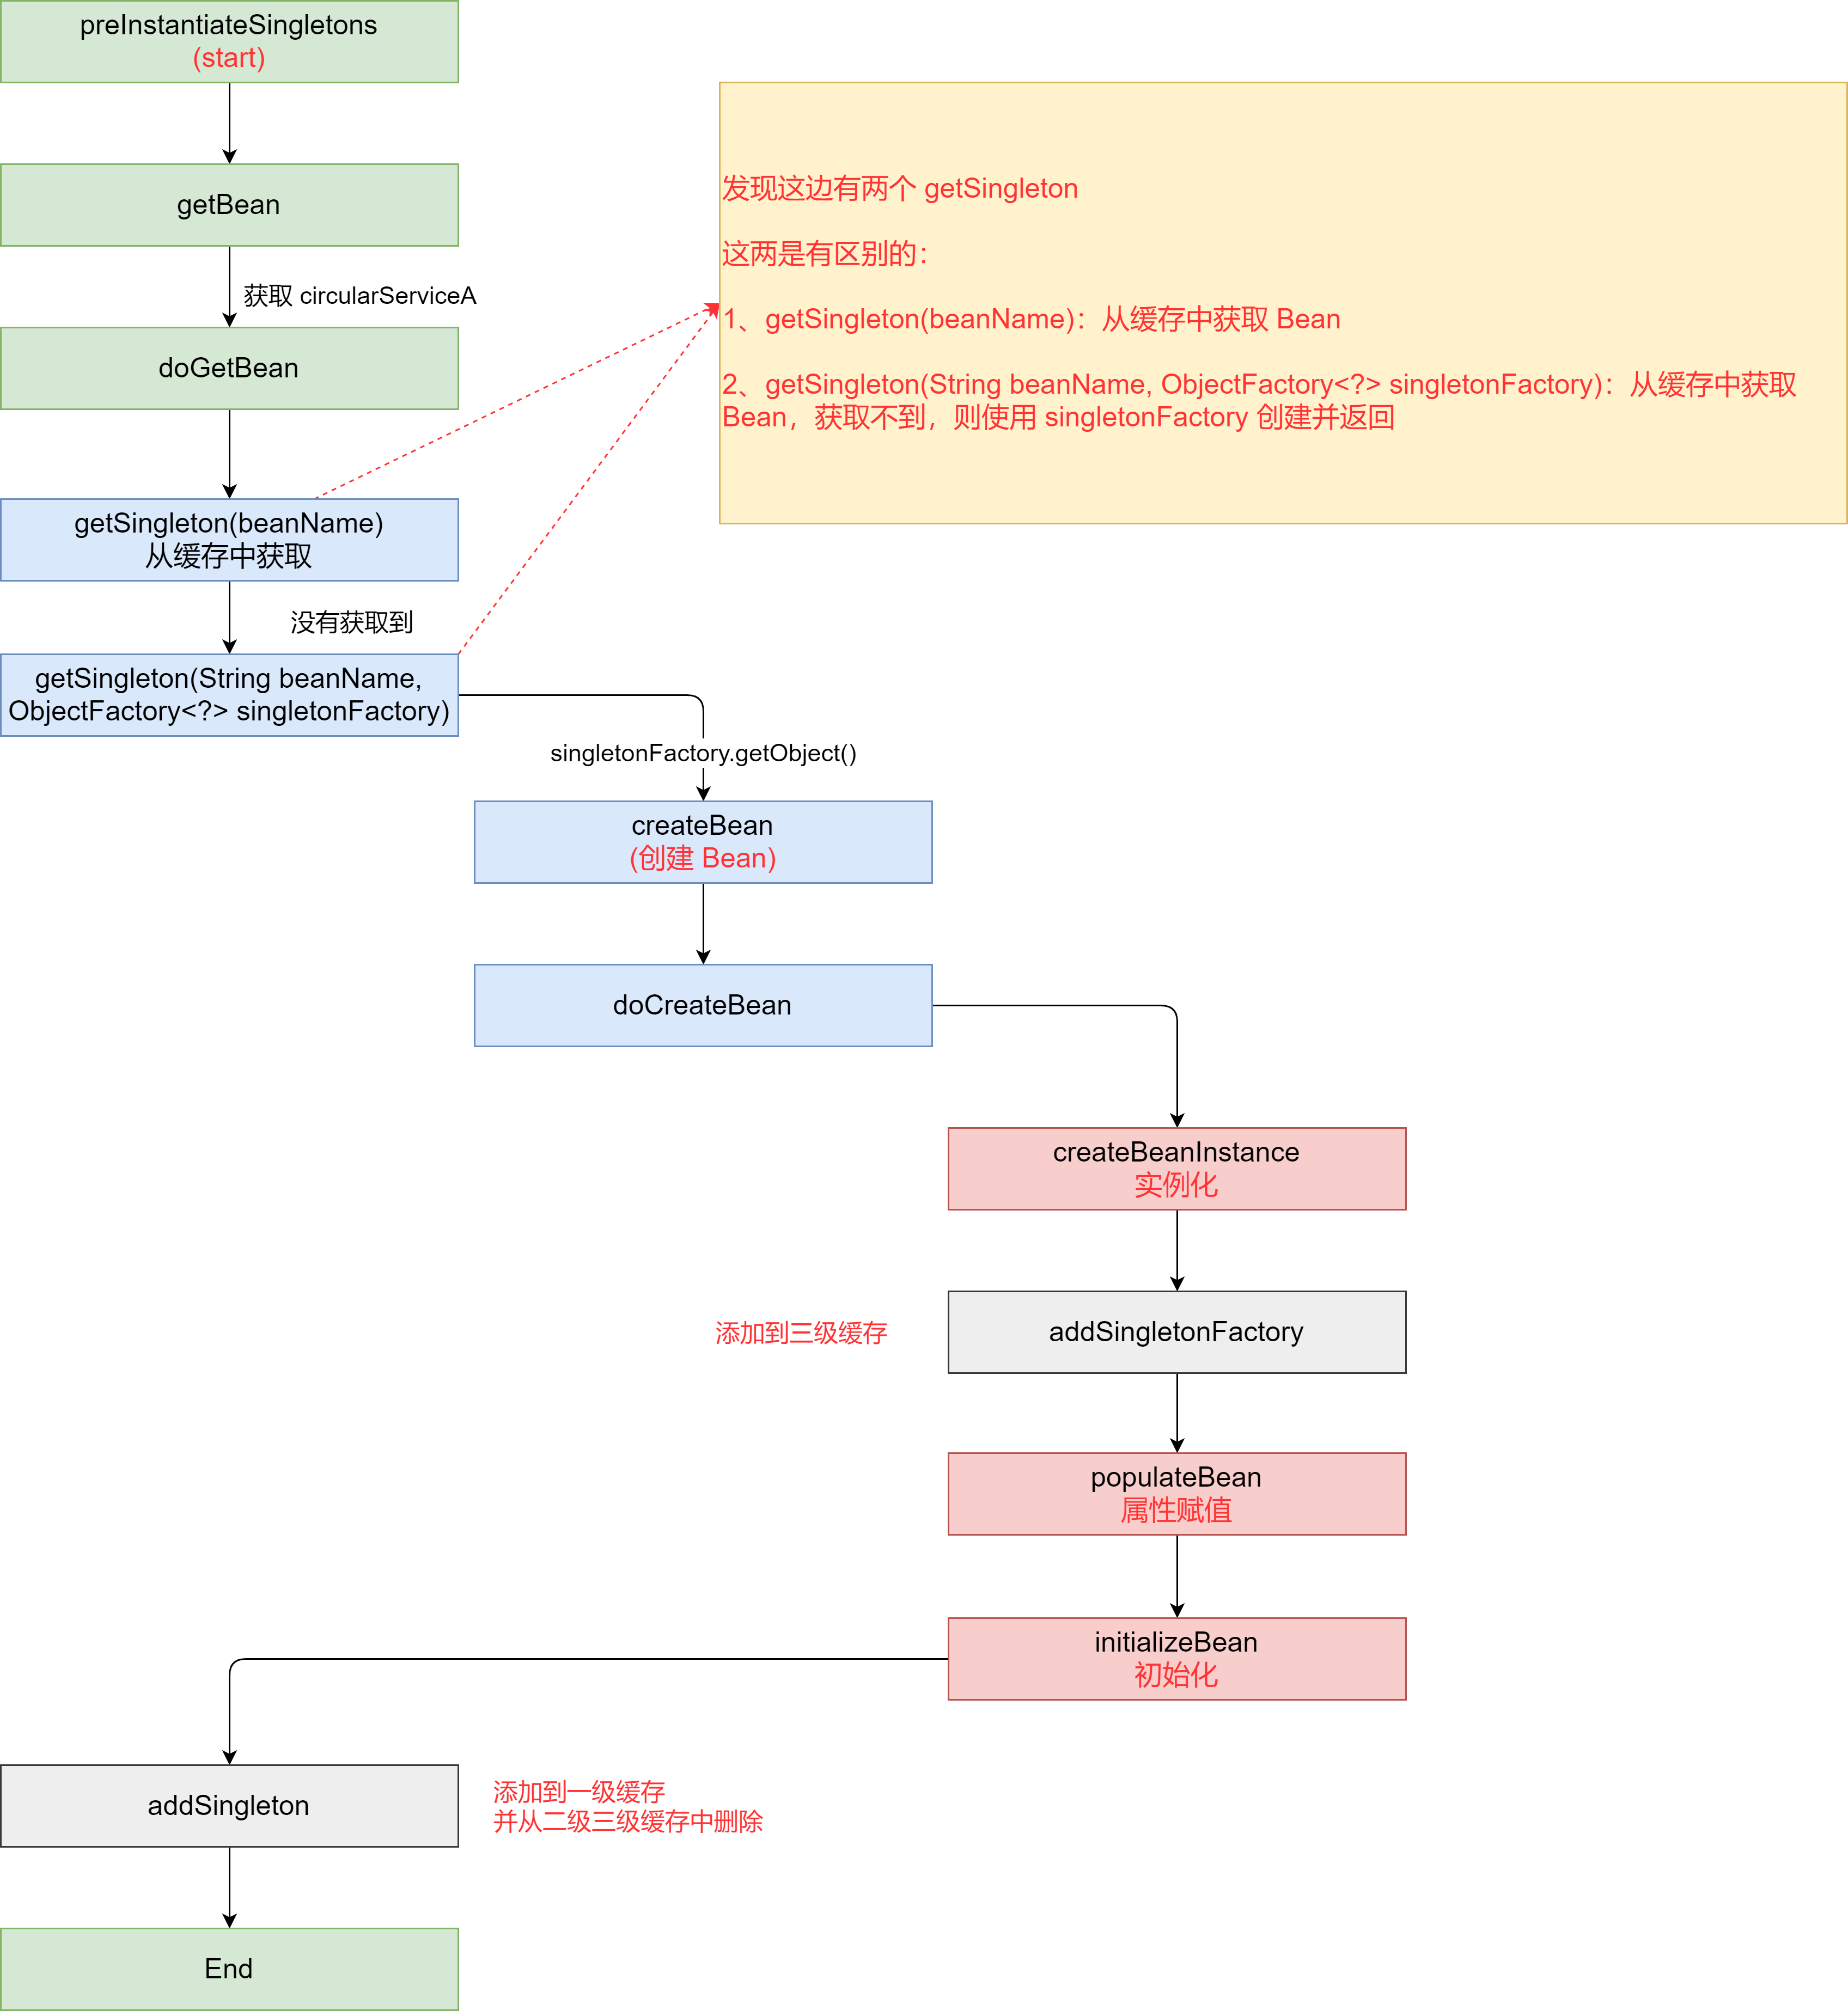 preInstantiateSingletons
(start)
getBean
获取 circularServiceA
doGetBean
getSingleton(beanName)
从缓存中获取
没有获取到
getSingleton(String beanName,
ObjectFactory<?> singletonFactory)
发现这边有两个 getSingleton
这两是有区别的：
1、getSingleton(beanName)：从缓存中获取 Bean
2、getSingleton(String beanName, ObjectFactory<?> singletonFactory)：从缓存中获取
Bean，获取不到，则使用 singletonFactory 创建并返回
singletonFactory.getObject()
createBean
(创建 Bean)
doCreateBean
createBeanInstance
实例化
添加到三级缓存
addSingletonFactory
populateBean
属性赋值
initializeBean
初始化
addSingleton
添加到一级缓存
并从二级三级缓存中删除
End